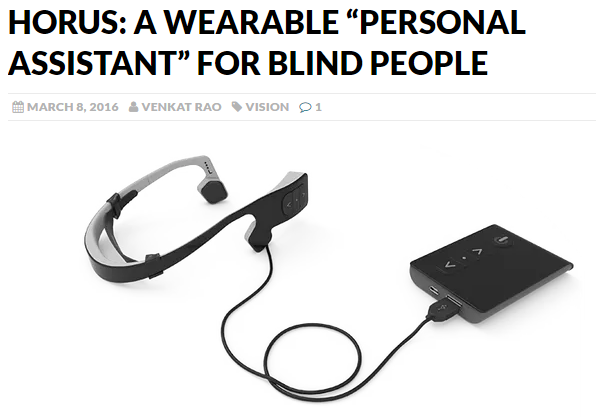 HORUS: A WEARABLE “PERSONAL
ASSISTANT” FOR BLIND PEOPLE
MARCH 8, 2016 VENKAT RAO VISION 1